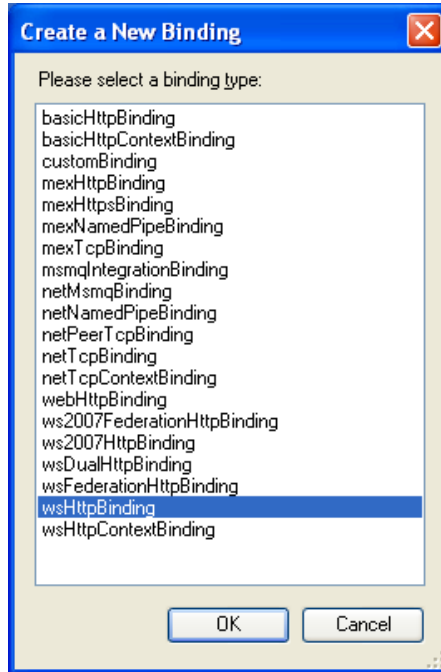 Create a New Binding
Please select a binding type:
basicHttpBinding
basicHttpContextBinding
customBinding
mexHttpBinding
mexHttpsBinding
mexNamedPipeBinding
mexTcpBinding
msmqIntegrationBinding
netMsmqBinding
netNamedPipeBinding
netPeerTcpBinding
netTcpBinding
netTcpContextBinding
webHttpBinding
ws2007FederationHttpBinding
ws2007HttpBinding
wsDualHttpBinding
wsFederationHttpBinding
wsHttpBinding
wsHttpContextBinding
OK Cancel